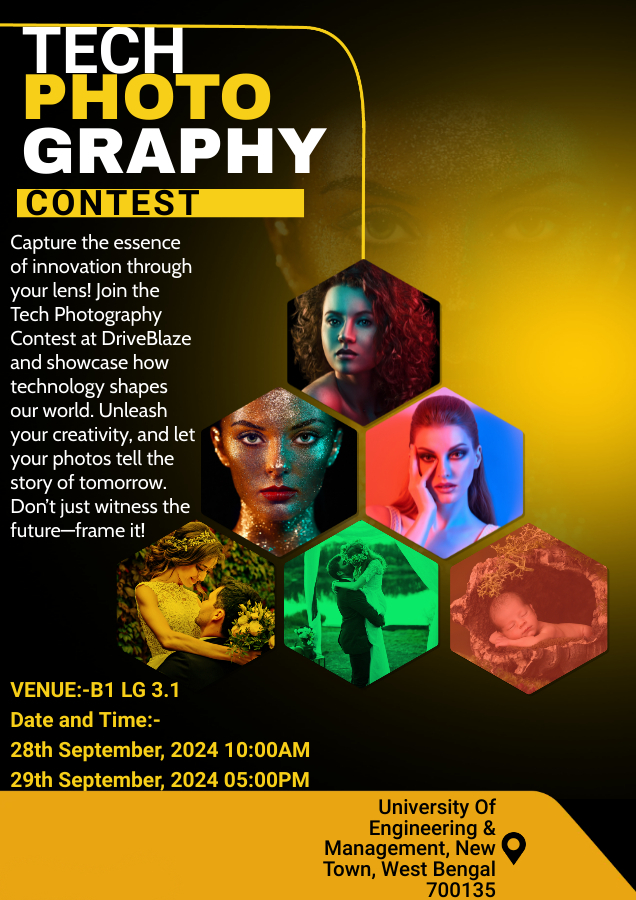 TECH
PHOTO
GRAPHY
CONTEST
Capture the essence
of innovation through
your lens! Join the
Tech Photography
Contest at DriveBlaze
and showcase how
technology shapes
our world. Unleash
your creativity, and let
your photos tell the
story of tomorrow.
Don't just witness the
future—frame it!
VENUE:-B1 LG 3.1
Date and Time:-
28th September, 2024 10:00AM
29th September, 2024 05:00PM
University Of
Engineering &
Management, New
Town, West Bengal
700135